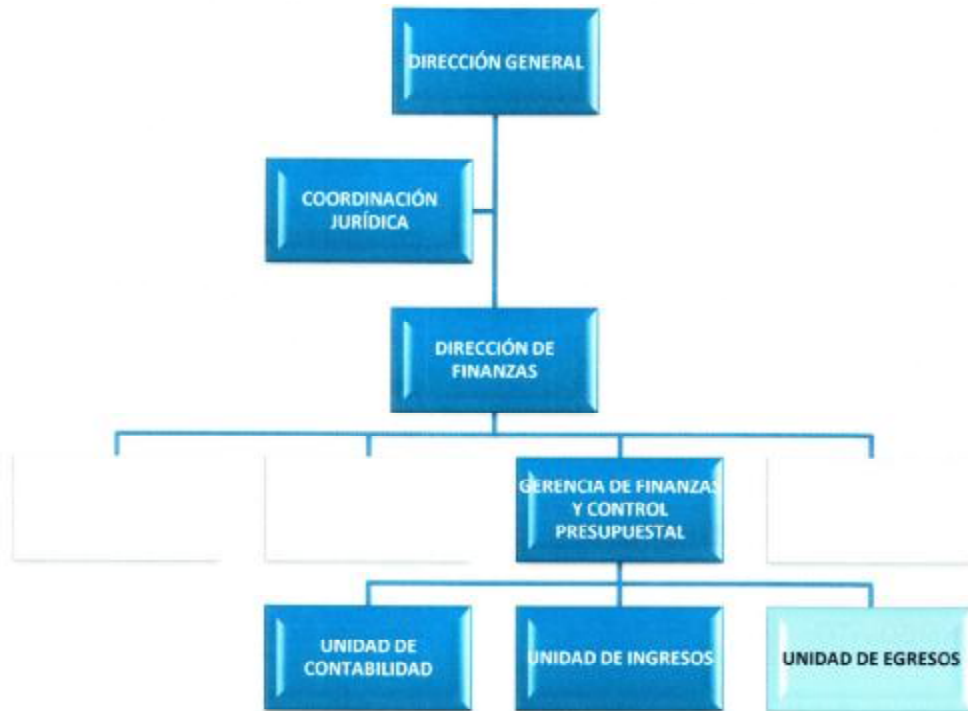 DIRECCIÓN GENERAL
COORDINACIÓN
JURÍDICA
DIRECCIÓN DE
FINANZAS
GERENCIA DE FINANZAS
Y CONTROL
PRESUPUESTAL
UNIDAD DE
CONTABILIDAD
UNIDAD DE INGRESOS
UNIDAD DE EGRESOS